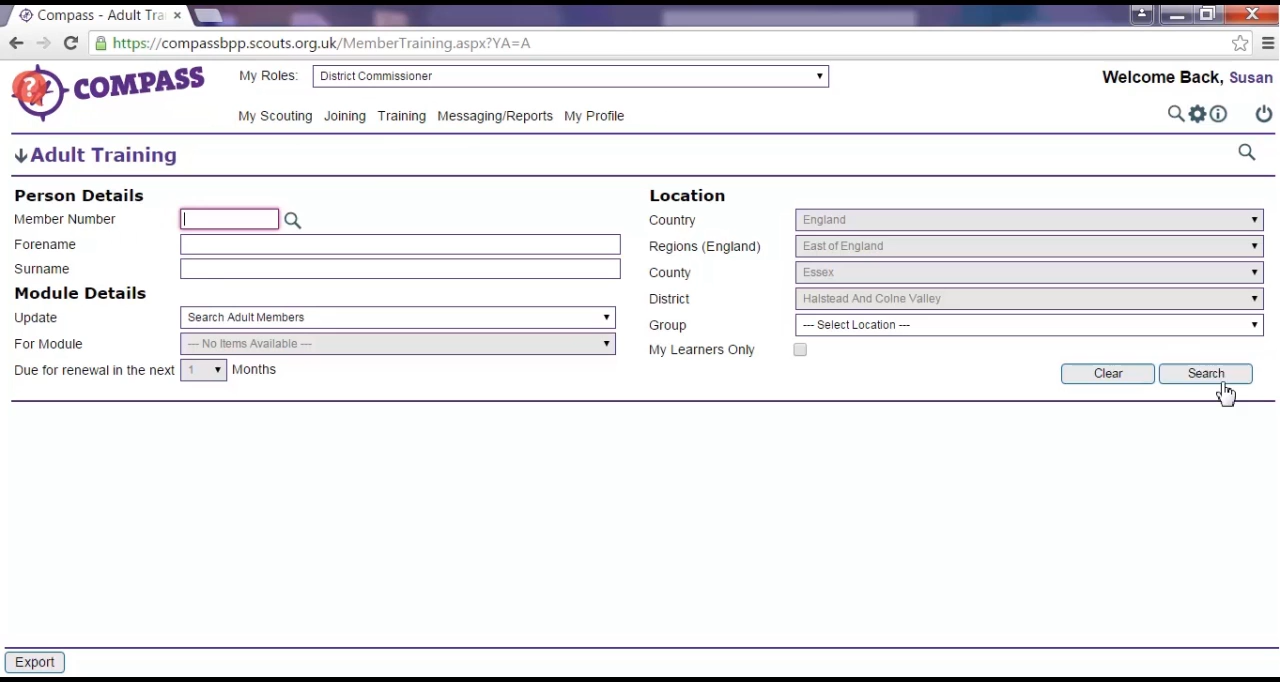 Compass - Adult Tra
https://compassbpp.scouts.org.uk/MemberTraining.aspx?YA=A
COMPASS
My Roles: District Commissioner
Welcome Back, Susan
My Scouting Joining Training Messaging/Reports My Profile
Adult Training
Person Details
Member Number
Forename
Surname
Module Details
Update Search Adult Members
For Module --- No Items Available ---
Due for renewal in the next 1 Months
Location
Country England
Regions (England) East of England
County Essex
District Halstead And Colne Valley
Group --- Select Location ---
My Learners Only
Clear Search
Export